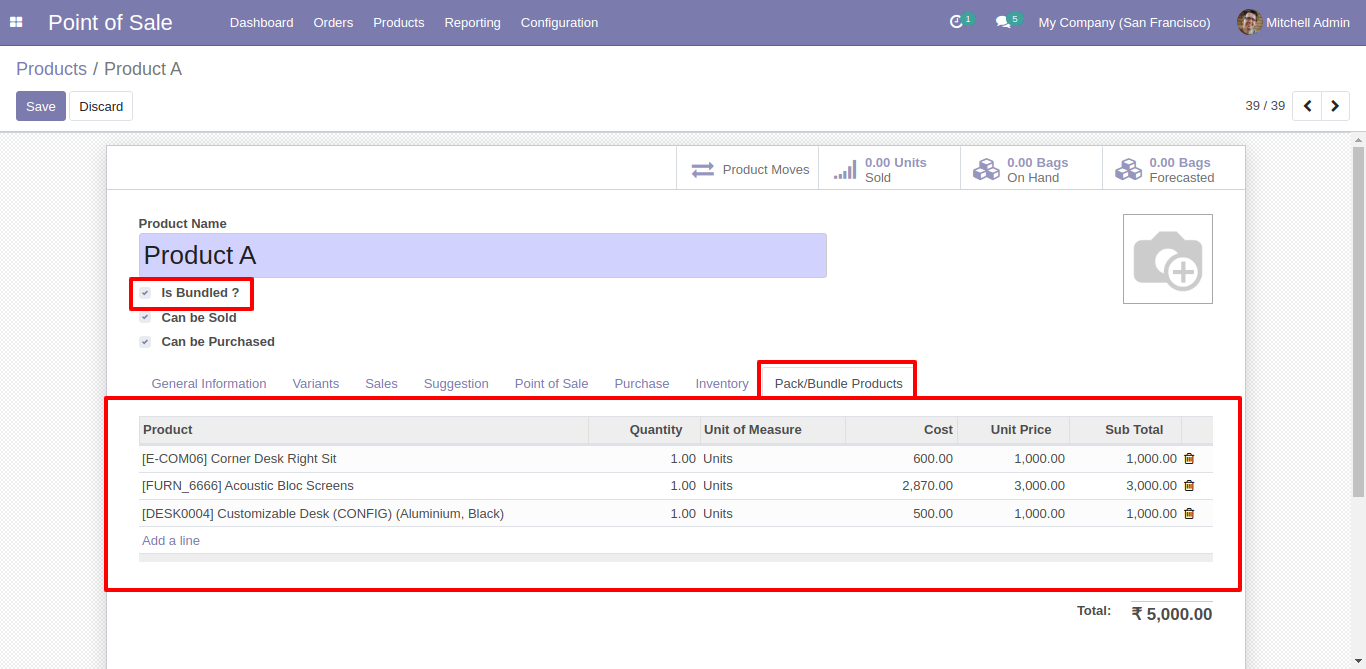 Point of Sale Dashboard Orders Products Reporting Configuration 1 5 My Company (San Francisco) Mitchell Admin
Products / Product A
Save Discard 39 / 39
Product Moves 0.00 Units Sold 0.00 Bags On Hand 0.00 Bags Forecasted
Product Name
Product A
Is Bundled ?
Can be Sold
Can be Purchased
General Information Variants Sales Suggestion Point of Sale Purchase Inventory Pack/Bundle Products
Product Quantity Unit of Measure Cost Unit Price Sub Total
[E-COM06] Corner Desk Right Sit 1.00 Units 600.00 1,000.00 1,000.00
[FURN_6666] Acoustic Bloc Screens 1.00 Units 2,870.00 3,000.00 3,000.00
[DESK0004] Customizable Desk (CONFIG) (Aluminium, Black) 1.00 Units 500.00 1,000.00 1,000.00
Add a line
Total: ₹ 5,000.00